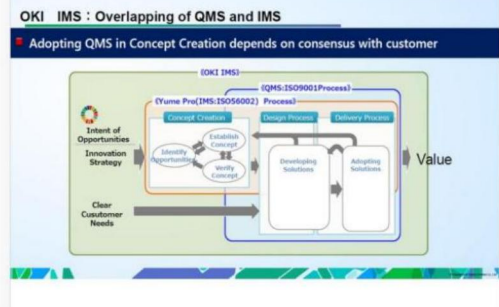 OKI IMS：Overlapping of QMS and IMS
Adopting QMS in Concept Creation depends on consensus with customer
(OKI IMS)
(QMS:ISO9001Process)
(Yume Pro(IMS:ISO56002) Process)
Concept Creation
Design Process
Delivery Process
Intent of
Opportunities
Innovation
Strategy
Establish
Concept
Identify
Opportunities
Verify
Concept
Developing
Solutions
Adopting
Solutions
Value
Clear
Cusutomer
Needs